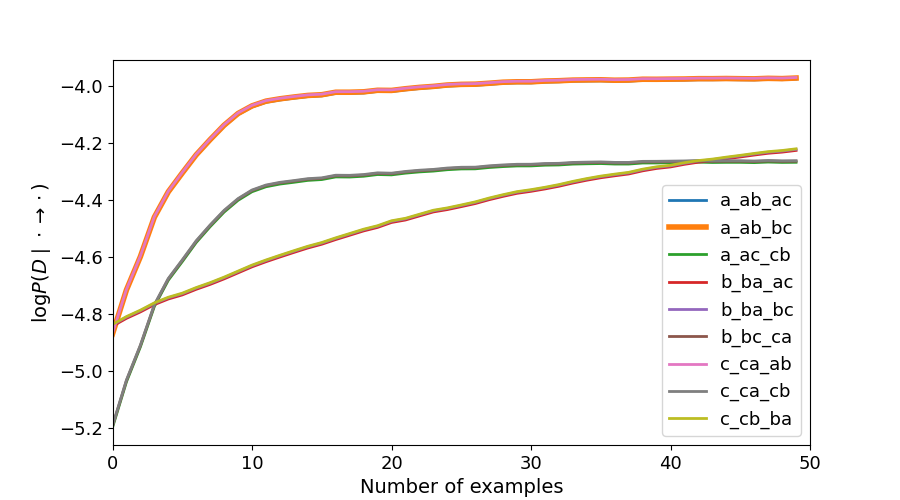 −4.0
−4.2
−4.4
−4.6
−4.8
−5.0
−5.2
logP(D | · → · )
0 10 20 30 40 50
Number of examples
a_ab_ac
a_ab_bc
a_ac_cb
b_ba_ac
b_ba_bc
b_bc_ca
c_ca_ab
c_ca_cb
c_cb_ba